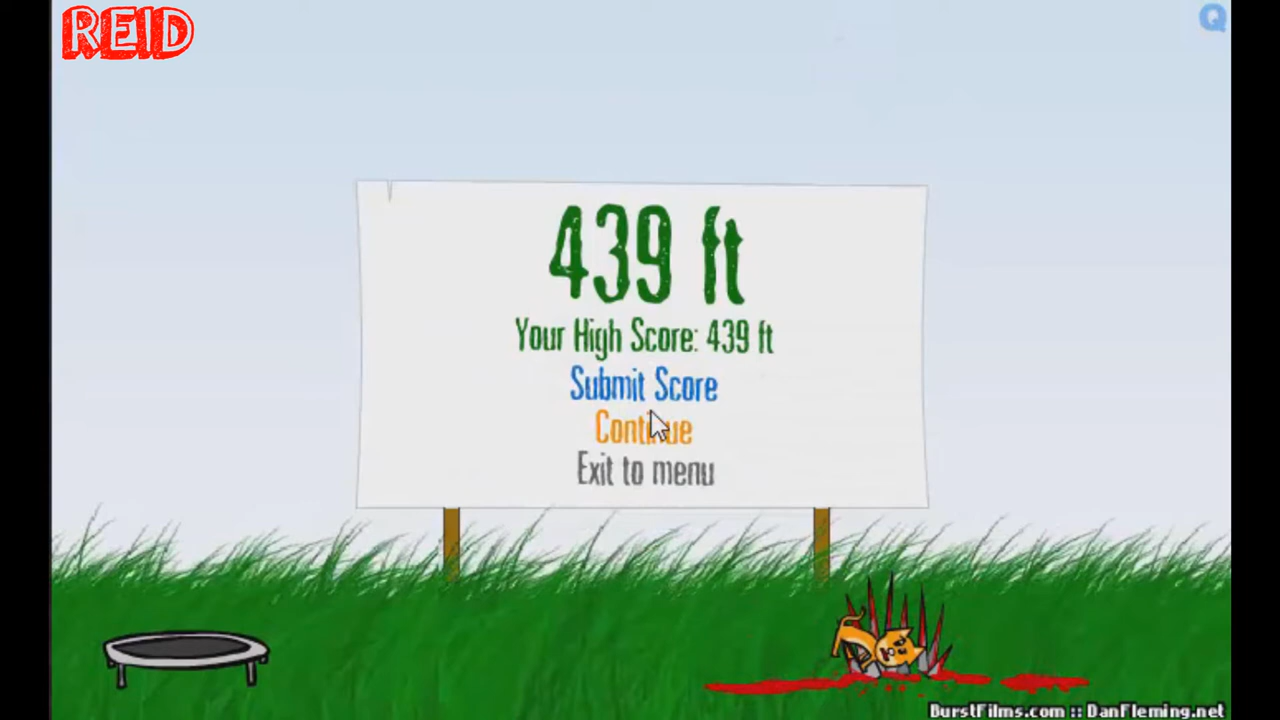 REID
Q
439 ft
Your High Score: 439 ft
Submit Score
Continue
Exit to menu
BurstFilms.com :: DanFleming.net